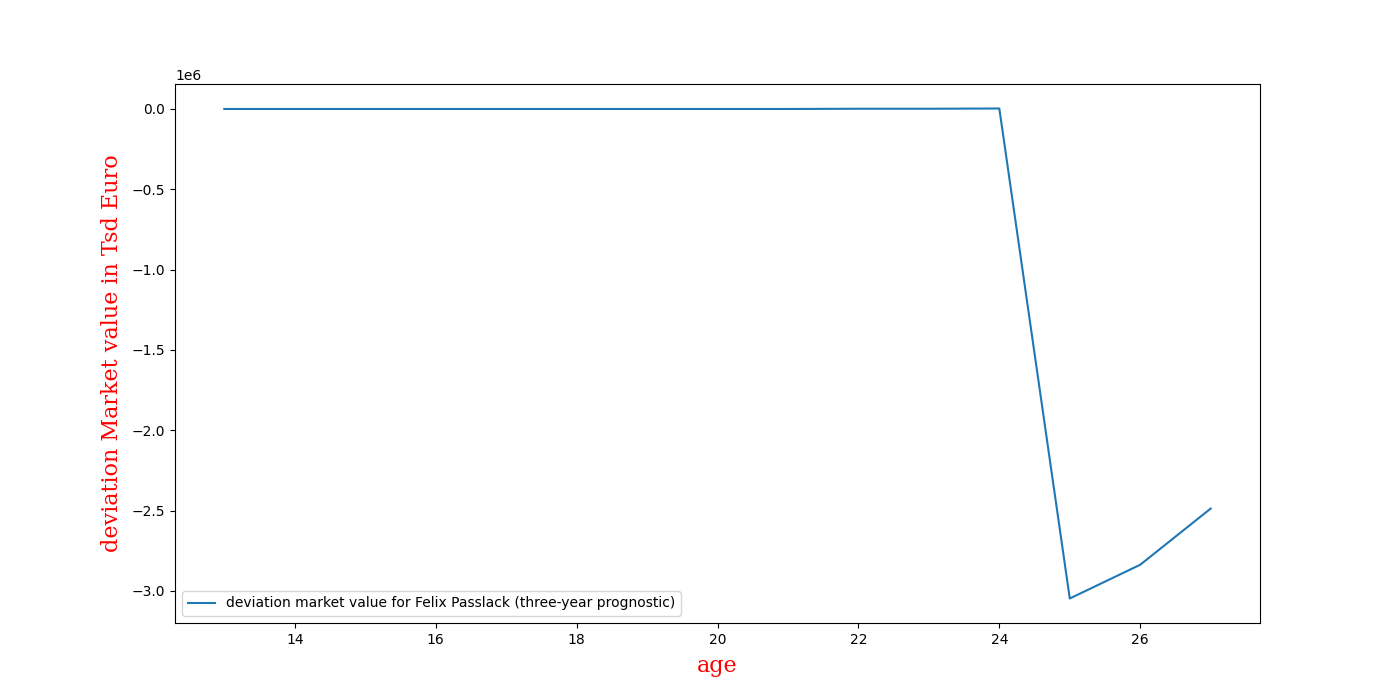 1e6
0.0
−0.5
−1.0
−1.5
−2.0
−2.5
−3.0
deviation Market value in Tsd Euro
deviation market value for Felix Passlack (three-year prognostic)
14 16 18 20 22 24 26
age